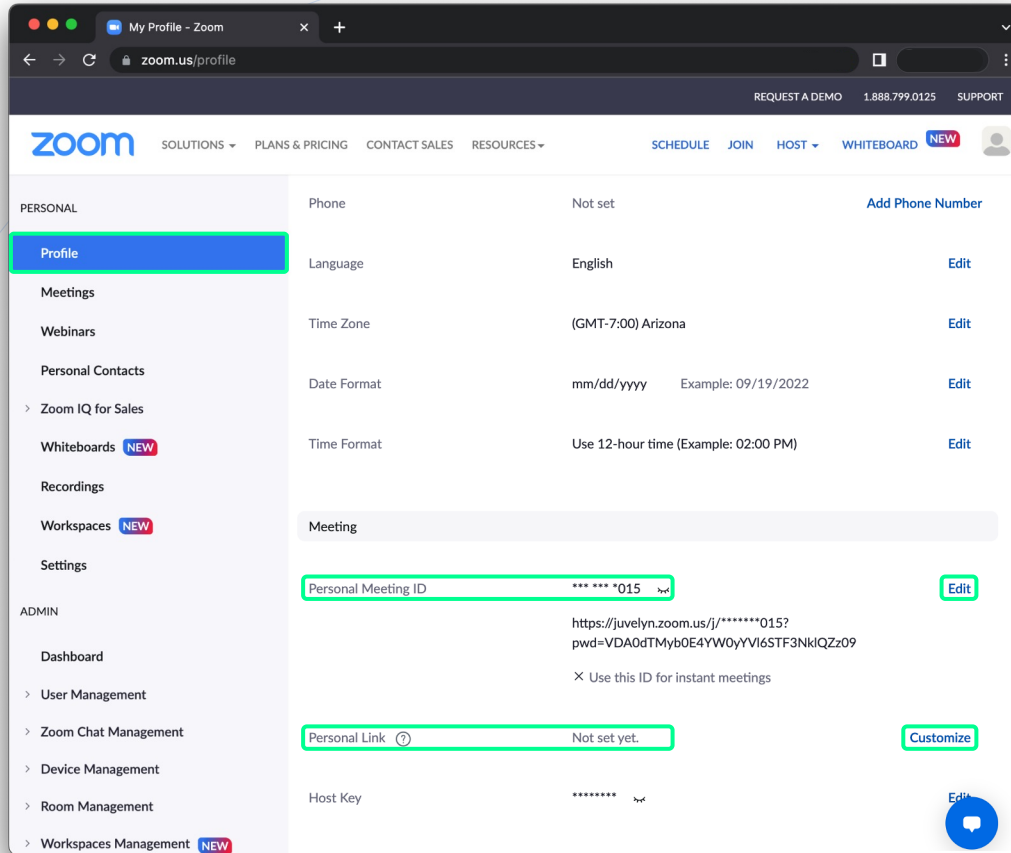 My Profile - Zoom
zoom.us/profile
REQUEST A DEMO 1.888.799.0125 SUPPORT
zoom SOLUTIONS PLANS & PRICING CONTACT SALES RESOURCES SCHEDULE JOIN HOST WHITEBOARD NEW
PERSONAL
Profile
Meetings
Webinars
Personal Contacts
Zoom IQ for Sales
Whiteboards NEW
Recordings
Workspaces NEW
Settings
ADMIN
Dashboard
User Management
Zoom Chat Management
Device Management
Room Management
Workspaces Management NEW
Phone Not set Add Phone Number
Language English Edit
Time Zone (GMT-7:00) Arizona Edit
Date Format mm/dd/yyyy Example: 09/19/2022 Edit
Time Format Use 12-hour time (Example: 02:00 PM) Edit
Meeting
Personal Meeting ID *** *** *015 Edit
https://juvelyn.zoom.us/j/*******015?
pwd=VDA0dTMyb0E4YW0yYVl6STF3NklQZz09
Use this ID for instant meetings
Personal Link ? Not set yet. Customize
Host Key ******** Edit